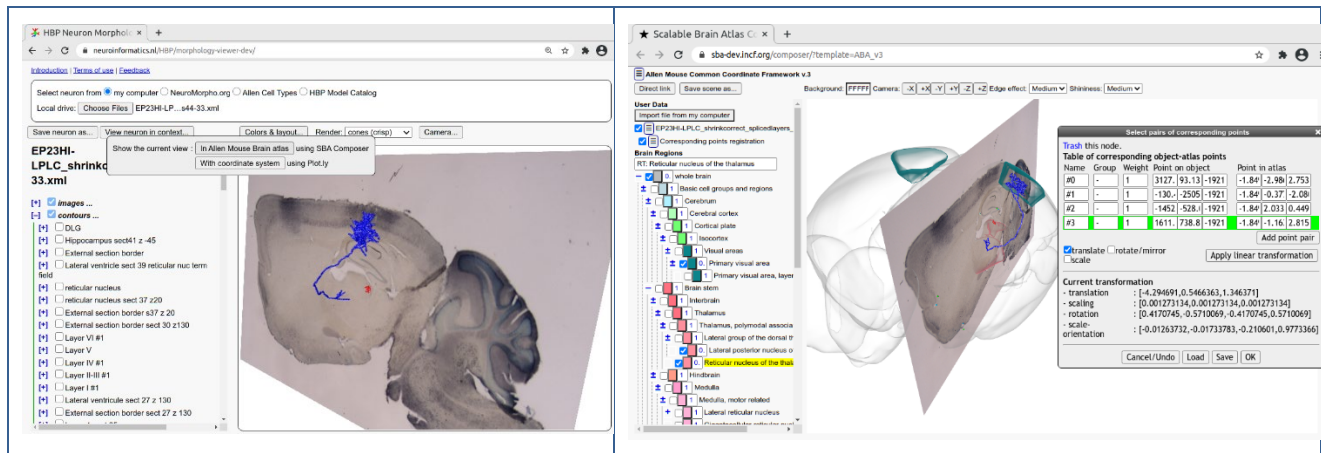 HBP Neuron Morpholo
neuroinformatics.nl/HBP/morphology-viewer-dev/
Introduction | Terms of use | Feedback
Select neuron from my computer NeuroMorpho.org Allen Cell Types HBP Model Catalog
Local drive: Choose Files EP23HI-LP...s44-33.xml
Save neuron as... View neuron in context... Colors & layout... Render: cones (crisp) Camera...
Show the current view : In Allen Mouse Brain atlas using SBA Composer
With coordinate system using Plot.ly
EP23HI-
LPLC_shrinkco
33.xml
[+] images ...
[–] contours ...
[+] DLG
[+] Hippocampus sect41 z -45
[+] External section border
[+] Lateral ventricle sect 39 reticular nuc term
field
[+] reticular nucleus
[+] reticular nucleus sect 37 z20
[+] External section border s37 z 20
[+] External section border sect 30 z130
[+] Layer VI #1
[+] Layer V
[+] Layer IV #1
[+] Layer II-III #1
[+] Layer I #1
[+] Lateral ventricule sect 27 z 130
[+] External section border sect 27 z 130
Scalable Brain Atlas Co
sba-dev.incf.org/composer/?template=ABA_v3
Allen Mouse Common Coordinate Framework v.3
Direct link Save scene as... Background: FFFFF Camera: -X +X -Y +Y -Z +Z Edge effect: Medium Shininess: Medium
User Data
Import file from my computer
EP23HI-LPLC_shrinkcorrect_splicedlayers_
Corresponding points registration
Brain Regions
RT: Reticular nucleus of the thalamus
0. whole brain
1 Basic cell groups and regions
1 Cerebrum
1 Cerebral cortex
1 Cortical plate
1 Isocortex
1 Visual areas
0. Primary visual area
1 Primary visual area, layer
1 Brain stem
1 Interbrain
1 Thalamus
1 Thalamus, polymodal associa
1 Lateral group of the dorsal th
0. Lateral posterior nucleus o
0. Reticular nucleus of the thala
1 Hindbrain
1 Medulla
1 Medulla, motor related
1 Lateral reticular nucleus
Select pairs of corresponding points
Trash this node.
Table of corresponding object-atlas points
Name Group Weight Point on object Point in atlas
#0 - 1 3127. 93.13 -1921 -1.84 -2.98 2.753
#1 - 1 -130. -2505 -1921 -1.84 -0.37 -2.08
#2 - 1 -1452 -528. -1921 -1.84 2.033 0.449
#3 - 1 1611. 738.8 -1921 -1.84 -1.16 2.815
Add point pair
translate rotate/mirror
scale
Apply linear transformation
Current transformation
- translation : [-4.294691,0.5466363,1.346371]
- scaling : [0.001273134,0.001273134,0.001273134]
- rotation : [0.4170745,-0.5710069,-0.4170745,0.5710069]
- scale-
orientation : [-0.01263732,-0.01733783,-0.210601,0.9773366]
Cancel/Undo Load Save OK